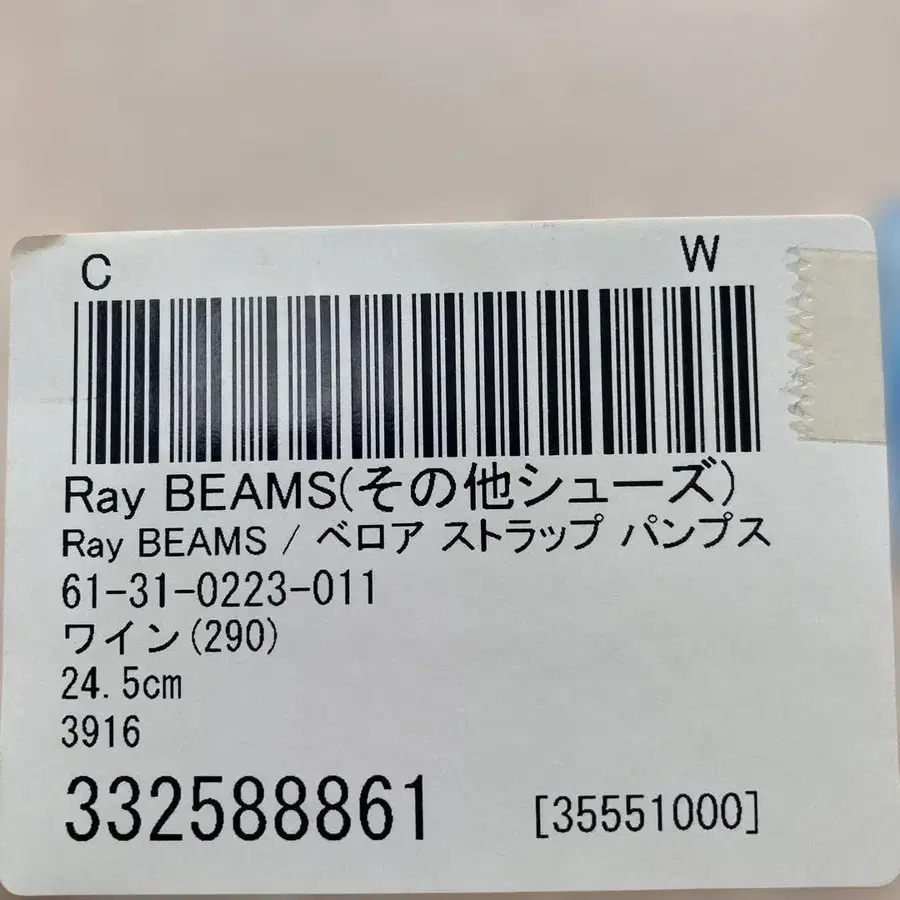 C W
Ray BEAMS(その他シューズ)
Ray BEAMS / ベロア ストラップ パンプス
61-31-0223-011
ワイン(290)
24.5cm
3916
332588861 [35551000]